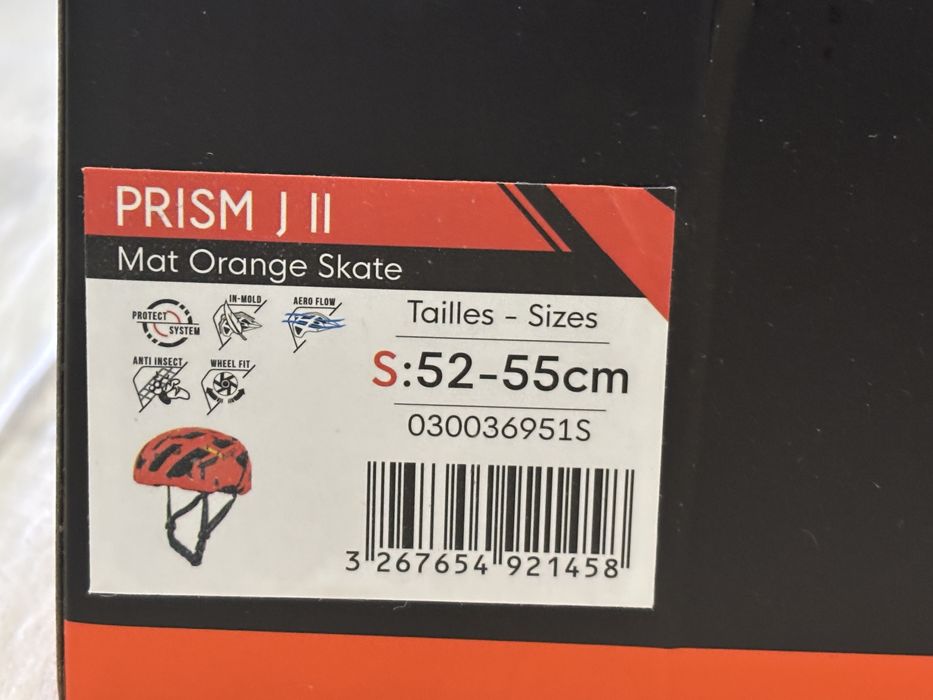 PRISM J II
Mat Orange Skate
PROTECT SYSTEM
IN-MOLD
AERO FLOW
ANTI INSECT
WHEEL FIT
Tailles - Sizes
S:52-55cm
030036951S
3 267654 921458